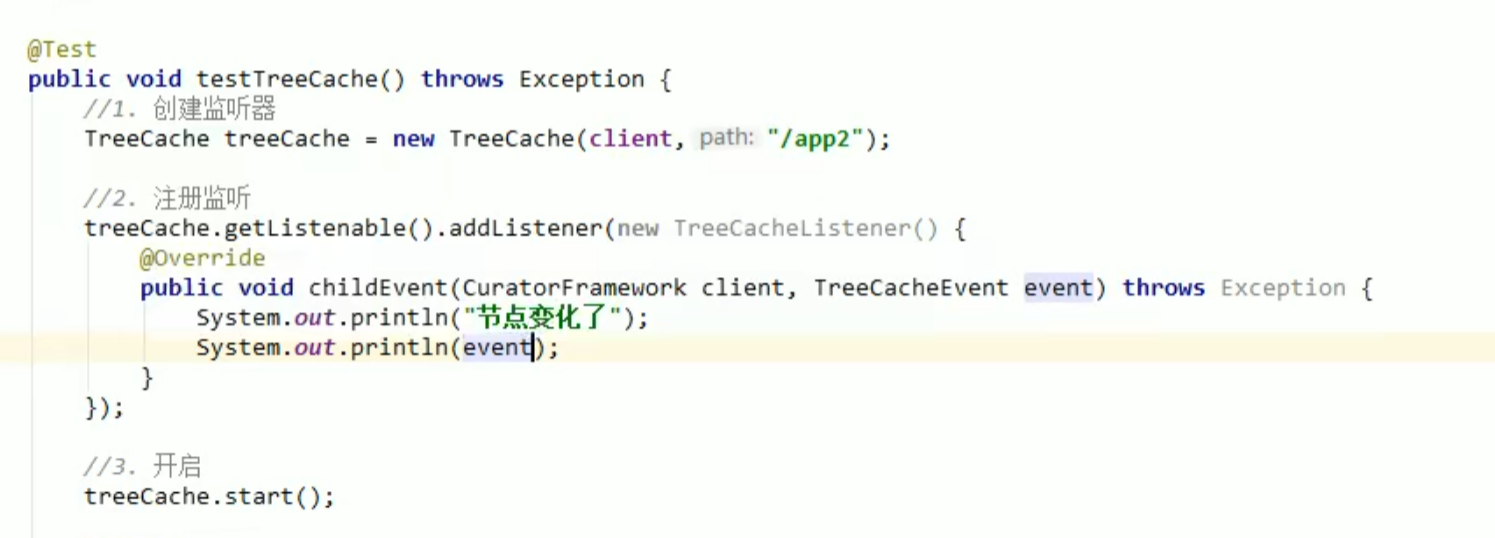 @Test
public void testTreeCache() throws Exception {
//1. 创建监听器
TreeCache treeCache = new TreeCache(client, path: "/app2");
//2. 注册监听
treeCache.getListenable().addListener(new TreeCacheListener() {
@Override
public void childEvent(CuratorFramework client, TreeCacheEvent event) throws Exception {
System.out.println("节点变化了");
System.out.println(event);
}
});
//3. 开启
treeCache.start();